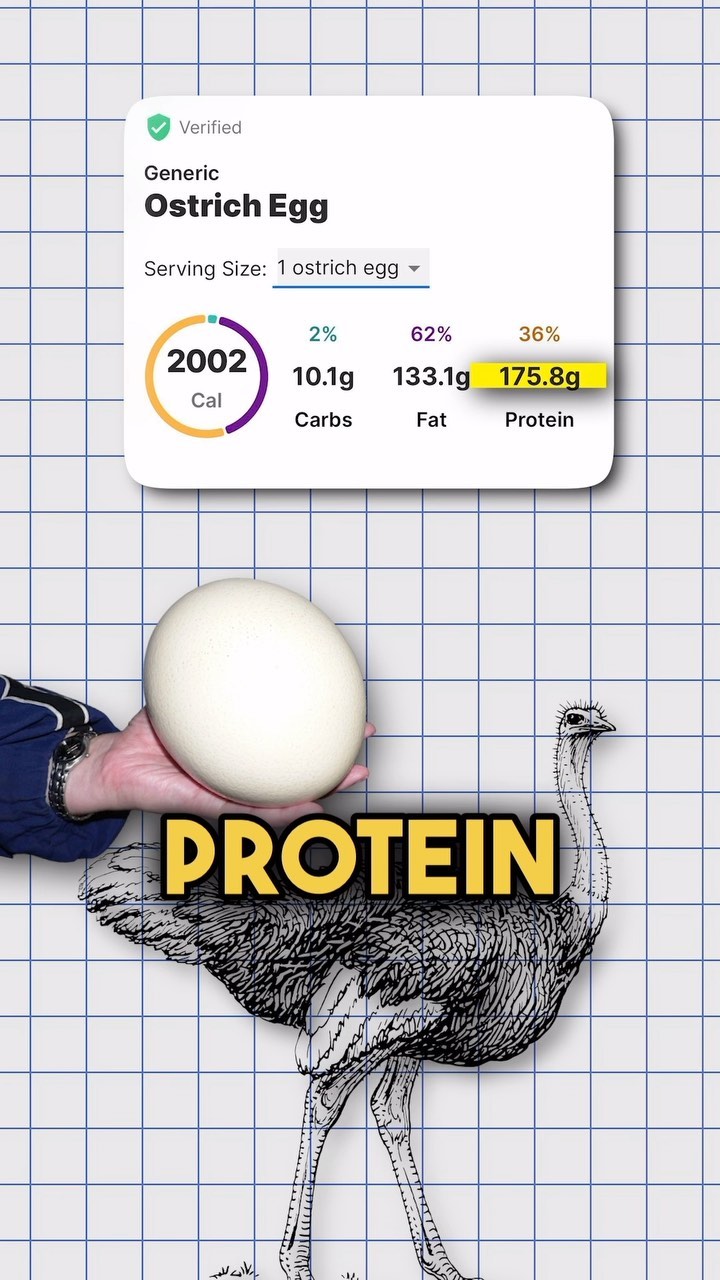 Verified
Generic
Ostrich Egg
Serving Size: 1 ostrich egg
2% 62% 36%
2002 10.1g 133.1g 175.8g
Cal Carbs Fat Protein
PROTEIN